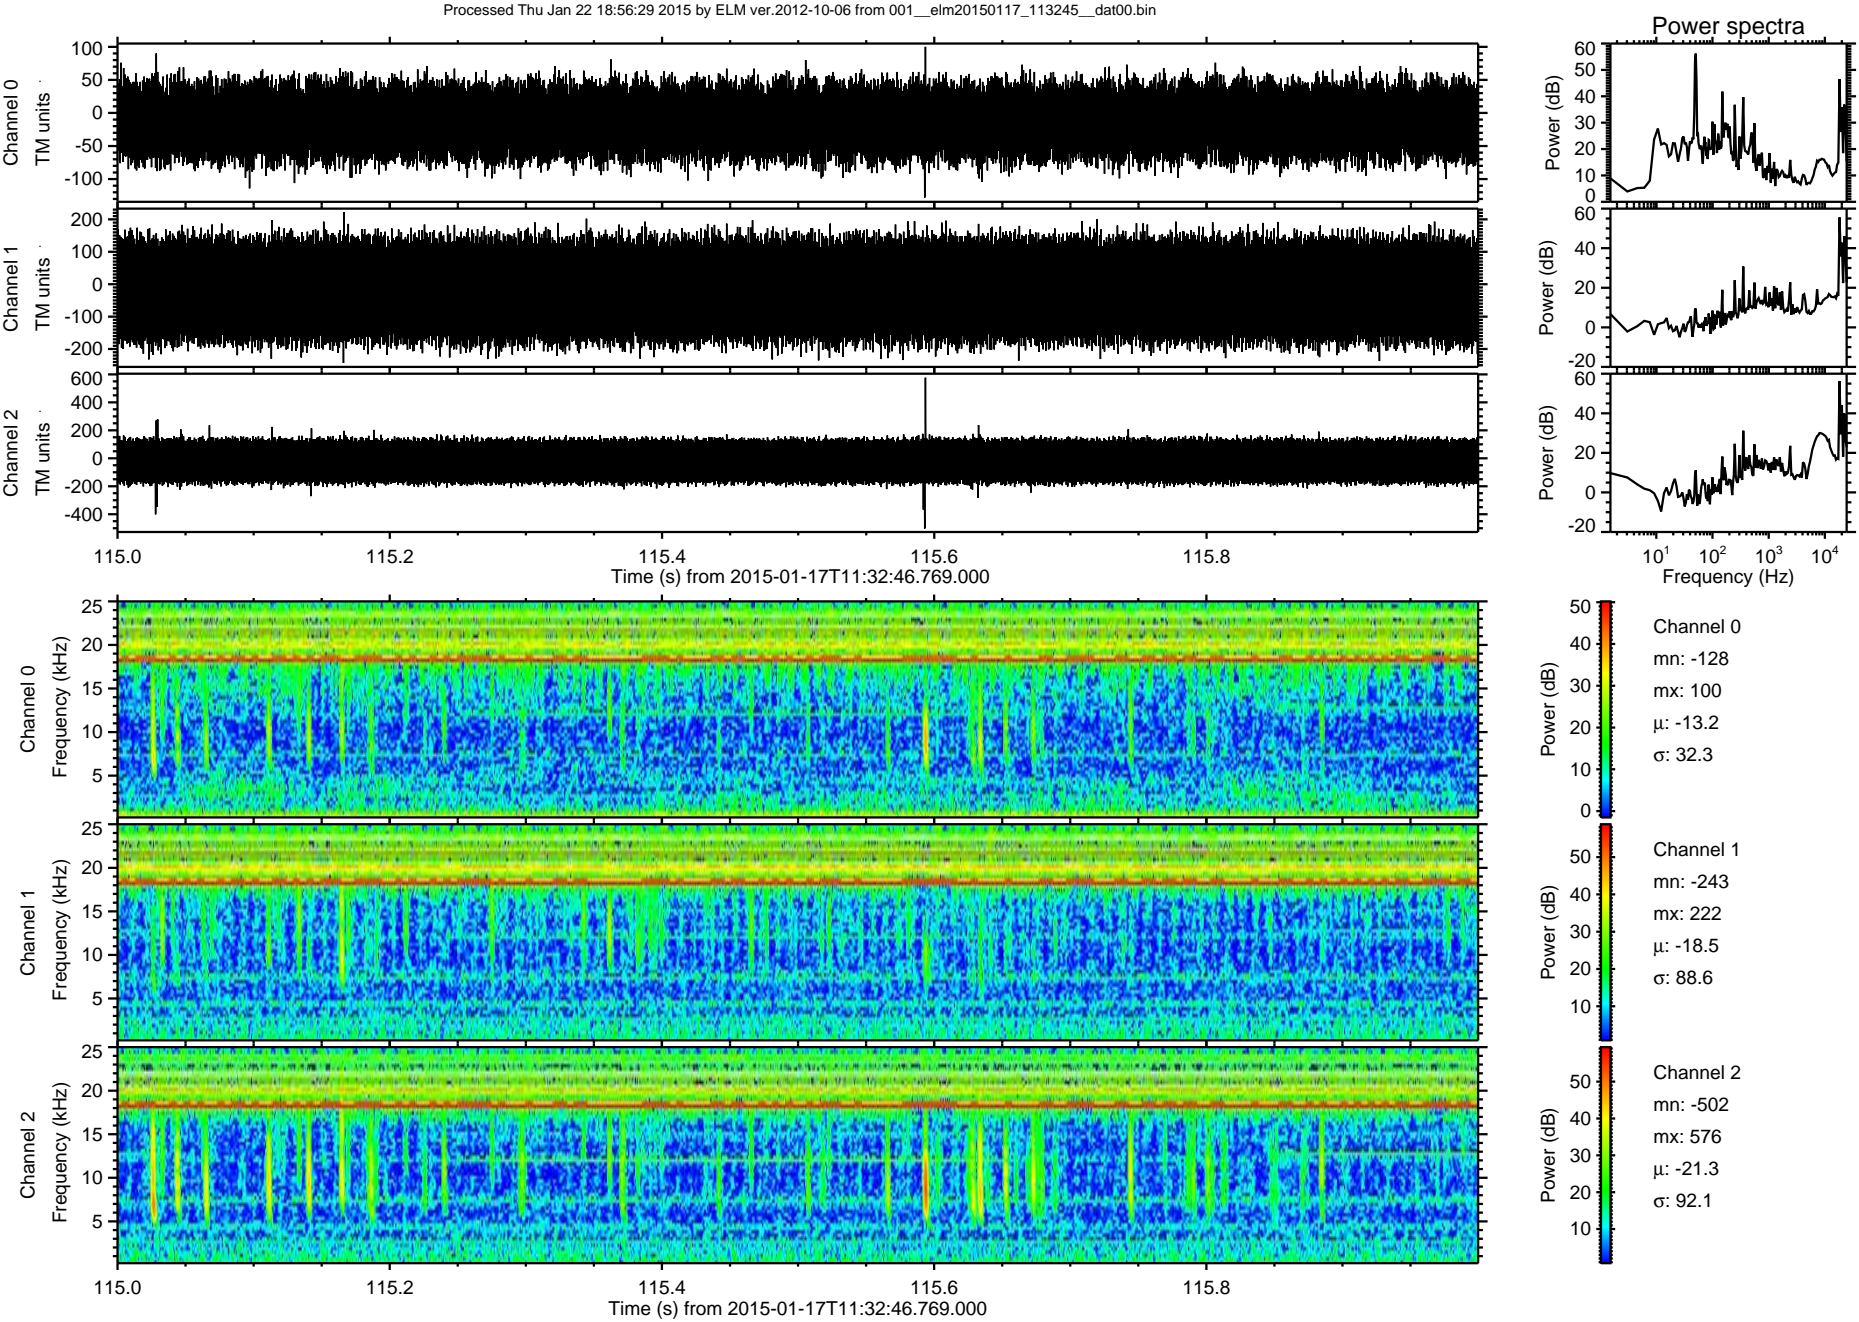 Processed Thu Jan 22 18:56:29 2015 by ELM ver.2012-10-06 from 001__elm20150117_113245__dat00.bin
Power spectra
Channel 0
TM units
100
50
0
-50
-100
Power (dB)
60
50
40
30
20
10
0
Channel 1
TM units
200
100
0
-100
-200
Power (dB)
60
40
20
0
-20
Channel 2
TM units
600
400
200
0
-200
-400
Power (dB)
60
40
20
0
-20
115.0 115.2 115.4 115.6 115.8
Time (s) from 2015-01-17T11:32:46.769.000
10¹ 10² 10³ 10⁴
Frequency (Hz)
Channel 0
Frequency (kHz)
25
20
15
10
5
Power (dB)
50
40
30
20
10
0
Channel 0
mn: -128
mx: 100
µ: -13.2
σ: 32.3
Channel 1
Frequency (kHz)
25
20
15
10
5
Power (dB)
50
40
30
20
10
Channel 1
mn: -243
mx: 222
µ: -18.5
σ: 88.6
Channel 2
Frequency (kHz)
25
20
15
10
5
Power (dB)
50
40
30
20
10
Channel 2
mn: -502
mx: 576
µ: -21.3
σ: 92.1
115.0 115.2 115.4 115.6 115.8
Time (s) from 2015-01-17T11:32:46.769.000